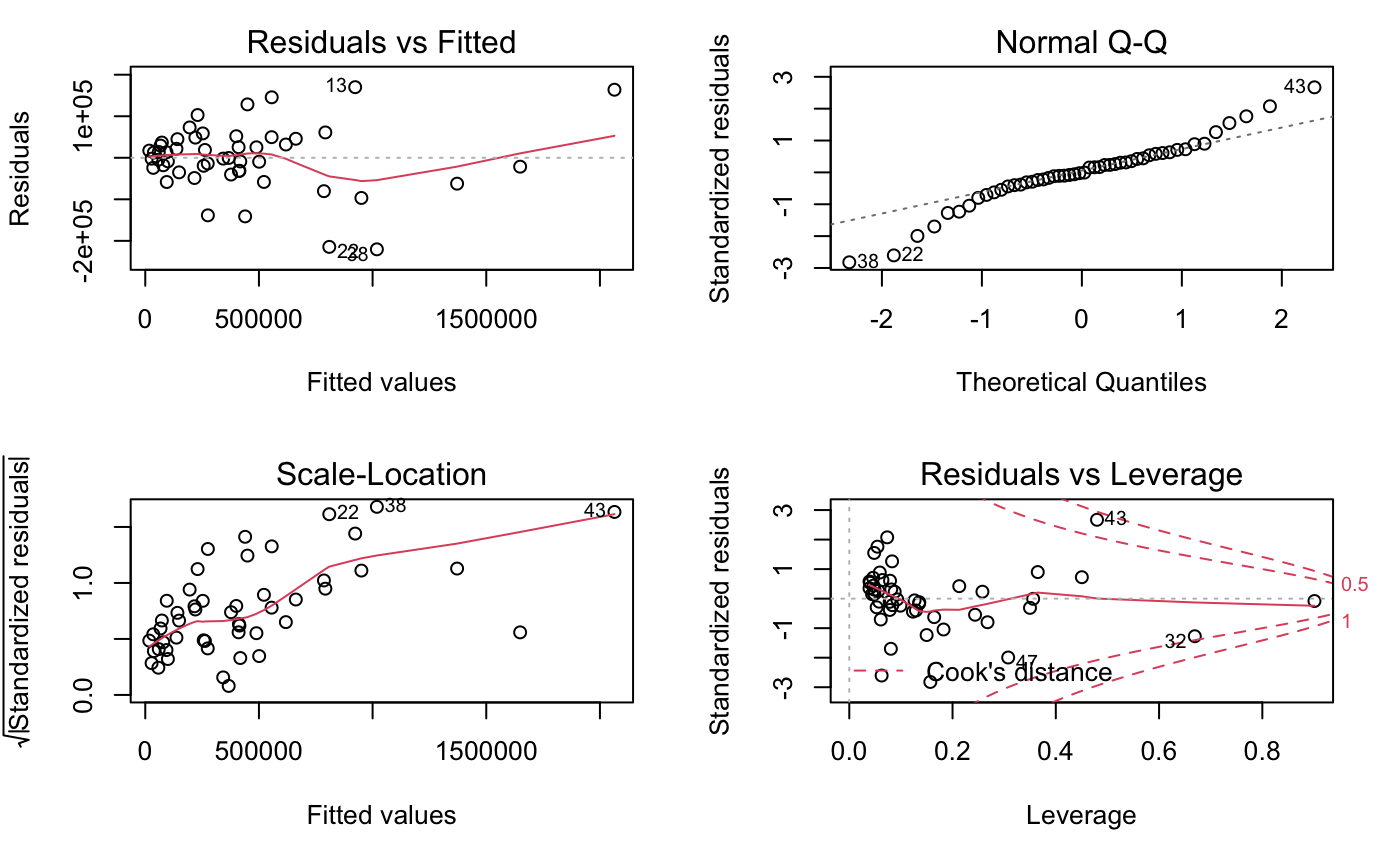 Residuals vs Fitted
Residuals
-2e+05
1e+05
13
22
38
0
500000
1500000
Fitted values
Normal Q-Q
Standardized residuals
-3
-1
1
3
43
38
22
-2
-1
0
1
2
Theoretical Quantiles
Scale-Location
√|Standardized residuals|
0.0
1.0
22
38
43
0
500000
1500000
Fitted values
Residuals vs Leverage
Standardized residuals
-3
-1
1
3
43
0.5
1
32
47
Cook's distance
0.0
0.2
0.4
0.6
0.8
Leverage